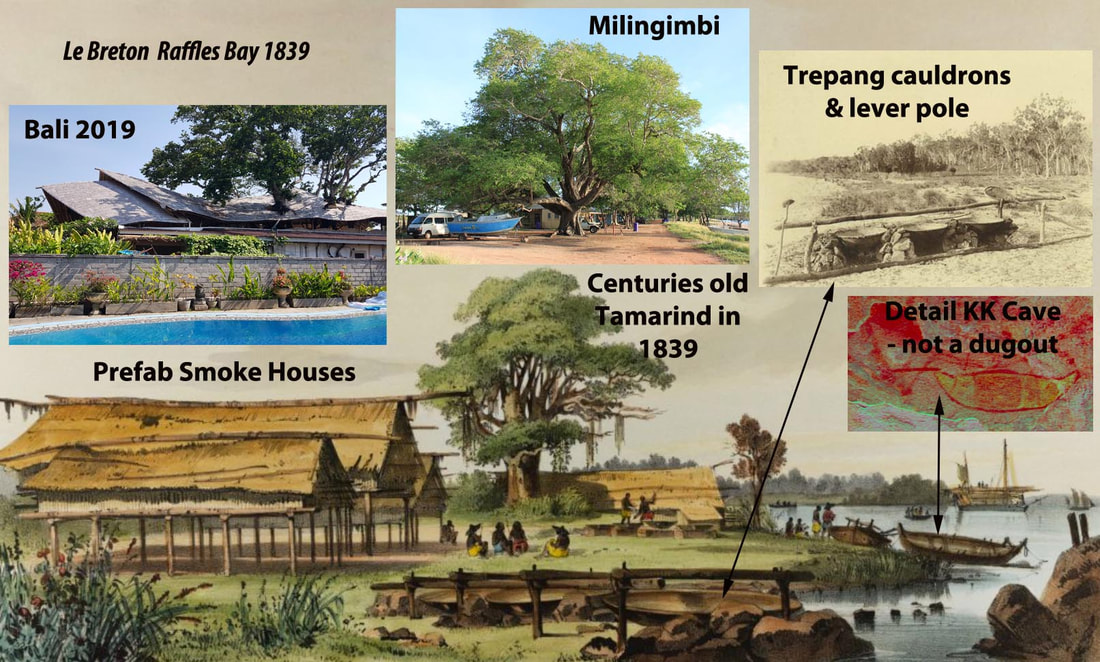 Le Breton Raffles Bay 1839
Milingimbi
Bali 2019
Trepang cauldrons
& lever pole
Centuries old
Tamarind in
1839
Detail KK Cave
- not a dugout
Prefab Smoke Houses